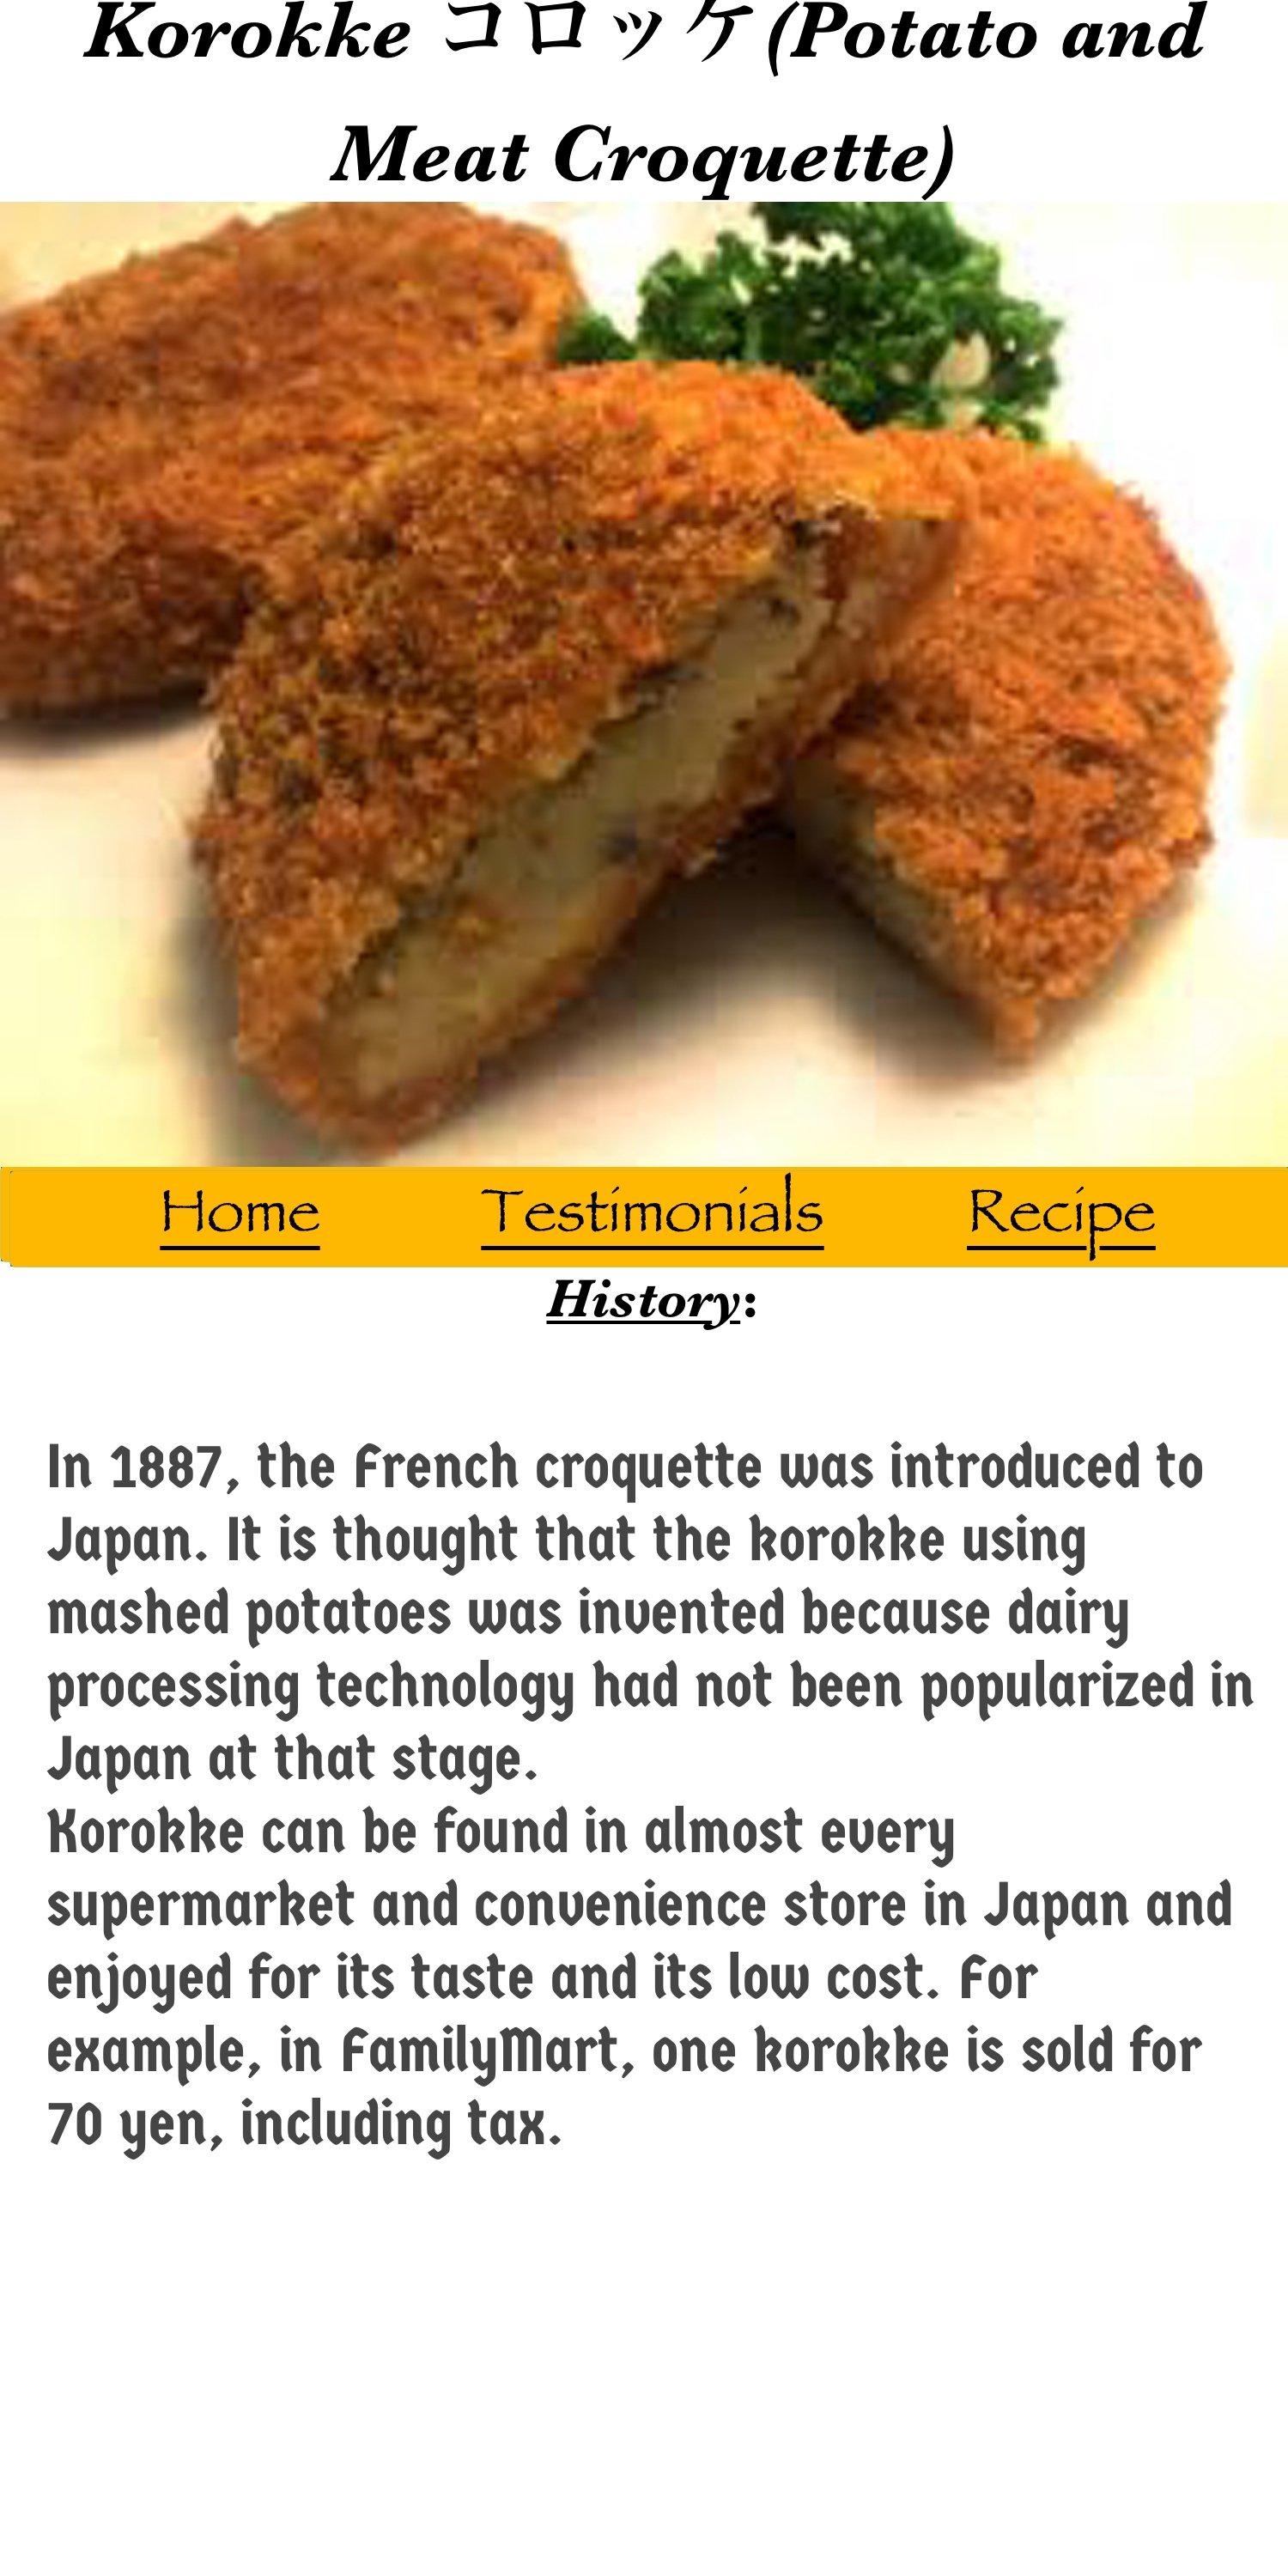 Korokke コロッケ(Potato and
Meat Croquette)
Home Testimonials Recipe
History:
In 1887, the French croquette was introduced to
Japan. It is thought that the korokke using
mashed potatoes was invented because dairy
processing technology had not been popularized in
Japan at that stage.
Korokke can be found in almost every
supermarket and convenience store in Japan and
enjoyed for its taste and its low cost. For
example, in FamilyMart, one korokke is sold for
70 yen, including tax.